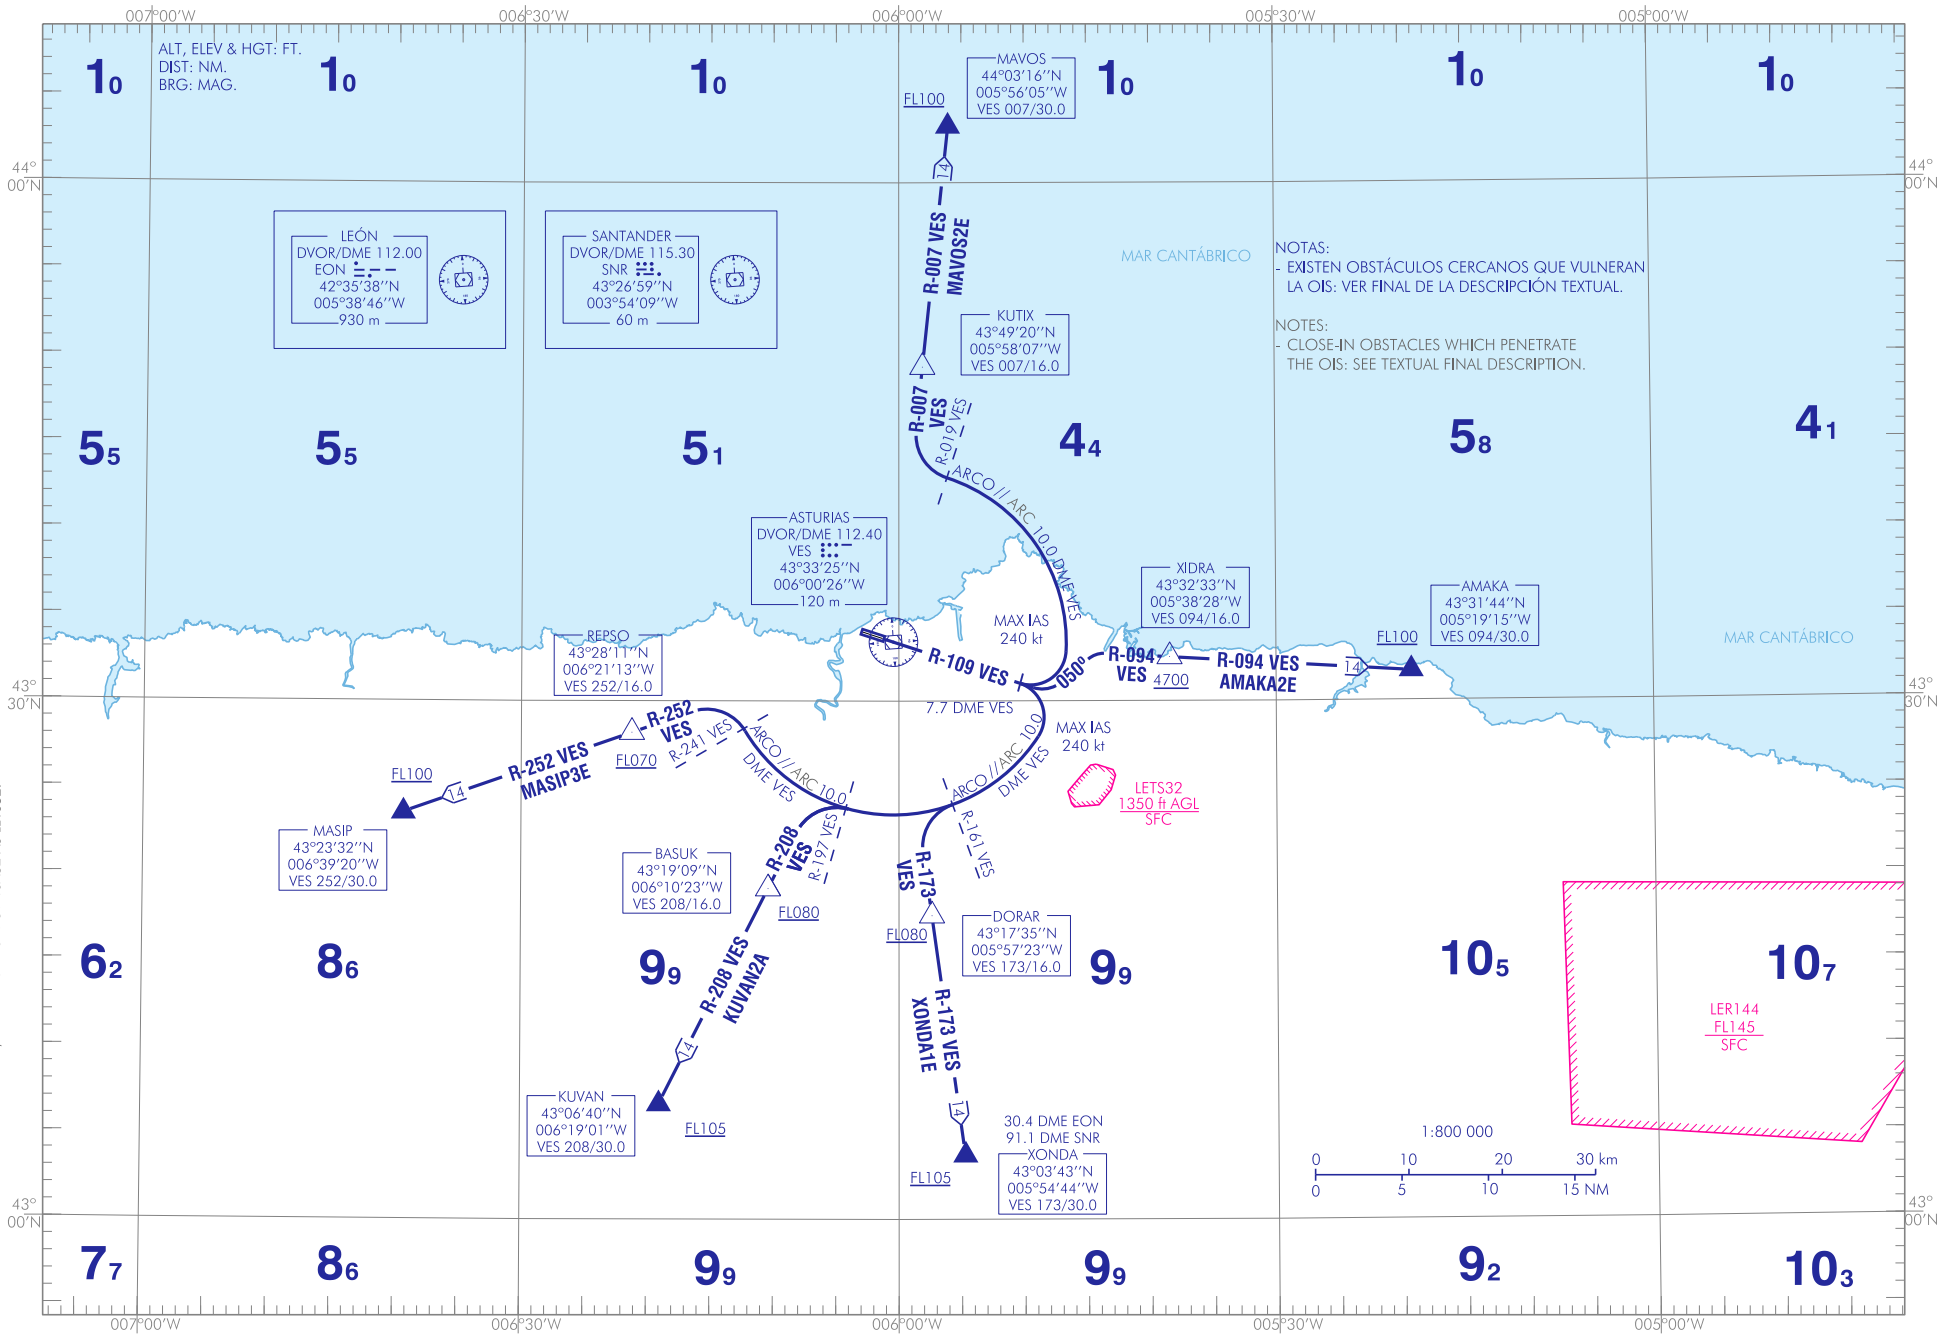 007°00'W
006°30'W
006°00'W
005°30'W
005°00'W
ALT, ELEV & HGT: FT.
DIST: NM.
BRG: MAG.
10
10
10
10
10
10
MAVOS
44°03'16''N
005°56'05''W
VES 007/30.0
FL100
14
44°
00'N
44°
00'N
LEÓN
DVOR/DME 112.00
EON
42°35'38''N
005°38'46''W
930 m
SANTANDER
DVOR/DME 115.30
SNR
43°26'59''N
003°54'09''W
60 m
R-007 VES
MAVOS2E
MAR CANTÁBRICO
NOTAS:
- EXISTEN OBSTÁCULOS CERCANOS QUE VULNERAN
LA OIS: VER FINAL DE LA DESCRIPCIÓN TEXTUAL.
NOTES:
- CLOSE-IN OBSTACLES WHICH PENETRATE
THE OIS: SEE TEXTUAL FINAL DESCRIPTION.
KUTIX
43°49'20''N
005°58'07''W
VES 007/16.0
R-007
VES
R-019 VES
55
55
51
44
58
41
ARCO // ARC 10.0 DME VES
ASTURIAS
DVOR/DME 112.40
VES
43°33'25''N
006°00'26''W
120 m
MAX IAS
240 kt
XIDRA
43°32'33''N
005°38'28''W
VES 094/16.0
AMAKA
43°31'44''N
005°19'15''W
VES 094/30.0
FL100
MAR CANTÁBRICO
REPSO
43°28'11''N
006°21'13''W
VES 252/16.0
R-109 VES
050°
R-094
VES
4700
R-094 VES
AMAKA2E
14
43°
30'N
43°
30'N
7.7 DME VES
MAX IAS
240 kt
R-252
VES
R-241 VES
FL070
R-252 VES
MASIP3E
14
FL100
ARCO // ARC 10.0
DME VES
ARCO // ARC 10.0
DME VES
LETS32
1350 ft AGL
SFC
MASIP
43°23'32''N
006°39'20''W
VES 252/30.0
R-208
VES
R-197 VES
R-161 VES
R-173
VES
BASUK
43°19'09''N
006°10'23''W
VES 208/16.0
FL080
FL080
DORAR
43°17'35''N
005°57'23''W
VES 173/16.0
62
86
99
99
105
107
R-208 VES
KUVAN2A
14
R-173 VES
XONDA1E
14
LER144
FL145
SFC
KUVAN
43°06'40''N
006°19'01''W
VES 208/30.0
FL105
30.4 DME EON
91.1 DME SNR
XONDA
43°03'43''N
005°54'44''W
VES 173/30.0
FL105
1:800 000
0 10 20 30 km
0 5 10 15 NM
43°
00'N
43°
00'N
77
86
99
99
92
103
007°00'W
006°30'W
006°00'W
005°30'W
005°00'W